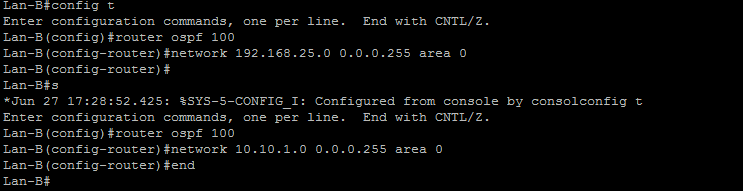 Lan-B#config t
Enter configuration commands, one per line.  End with CNTL/Z.
Lan-B(config)#router ospf 100
Lan-B(config-router)#network 192.168.25.0 0.0.0.255 area 0
Lan-B(config-router)#
Lan-B#s
*Jun 27 17:28:52.425: %SYS-5-CONFIG_I: Configured from console by consolconfig t
Enter configuration commands, one per line.  End with CNTL/Z.
Lan-B(config)#router ospf 100
Lan-B(config-router)#network 10.10.1.0 0.0.0.255 area 0
Lan-B(config-router)#end
Lan-B#